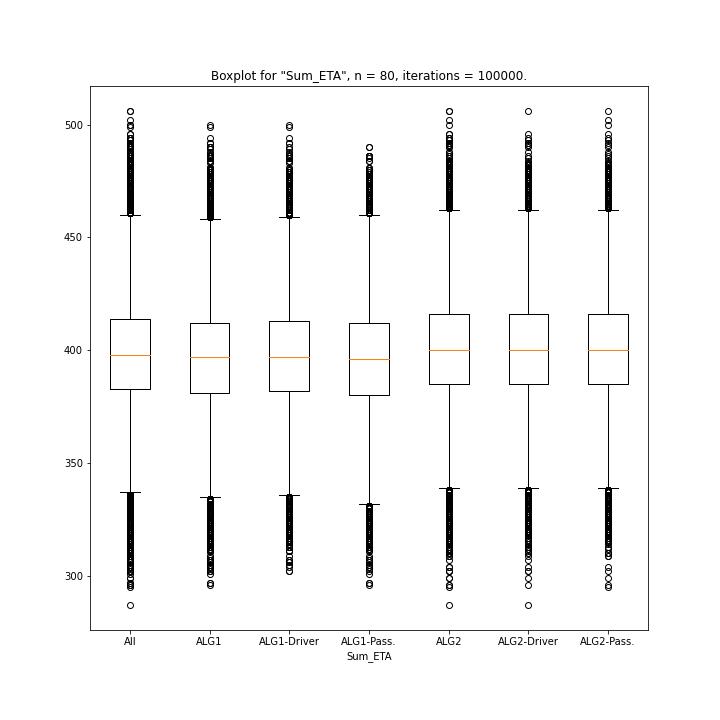 Boxplot for "Sum_ETA", n = 80, iterations = 100000.
500
450
400
350
300
All ALG1 ALG1-Driver ALG1-Pass. ALG2 ALG2-Driver ALG2-Pass.
Sum_ETA